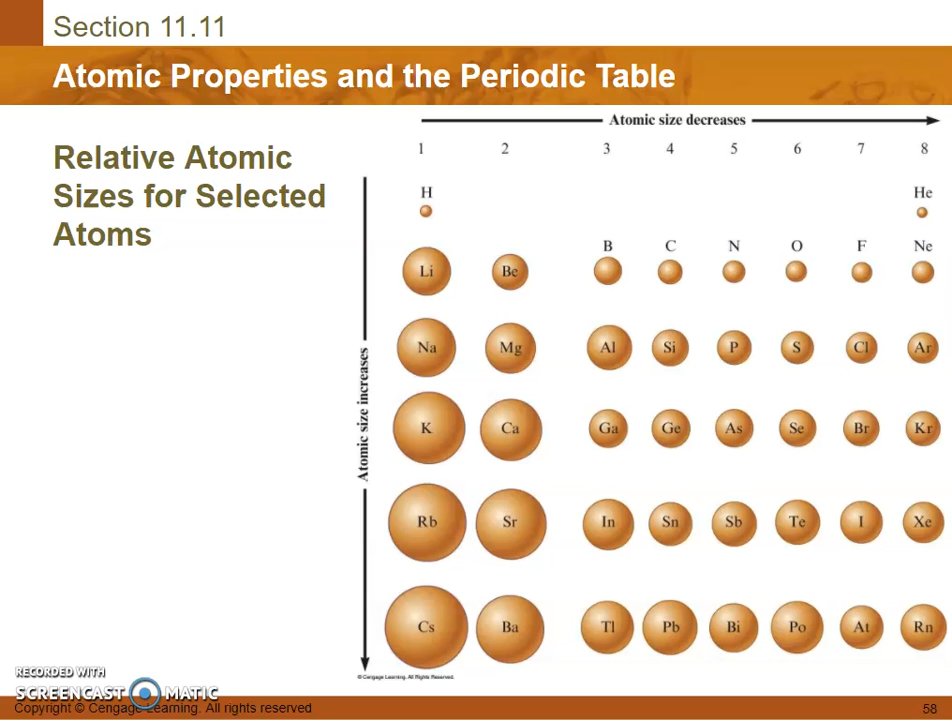 Section 11.11
Atomic Properties and the Periodic Table
Relative Atomic
Sizes for Selected
Atoms
Atomic size decreases
1 2 3 4 5 6 7 8
Atomic size increases
H He
B C N O F Ne
Li Be
Na Mg Al Si P S Cl Ar
K Ca Ga Ge As Se Br Kr
Rb Sr In Sn Sb Te I Xe
Cs Ba Tl Pb Bi Po At Rn
© Cengage Learning. All Rights Reserved.
RECORDED WITH
SCREENCAST MATIC
Copyright © Cengage Learning. All rights reserved
58